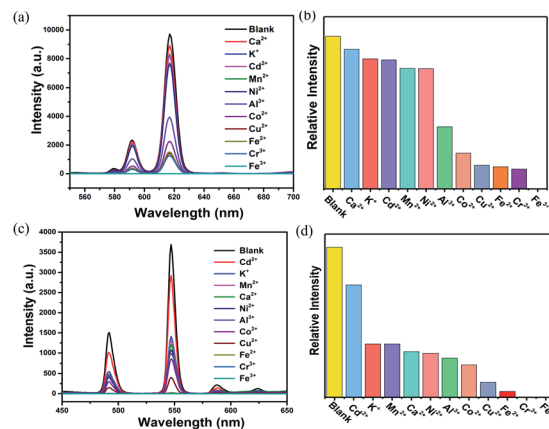 (a)
Intensity (a.u.)
10000
8000
6000
4000
2000
0
560 580 600 620 640 660 680 700
Wavelength (nm)
Blank
Ca²⁺
K⁺
Cd²⁺
Mn²⁺
Ni²⁺
Al³⁺
Co²⁺
Cu²⁺
Fe²⁺
Cr³⁺
Fe³⁺
(b)
Relative Intensity
Blank Ca²⁺ K⁺ Cd²⁺ Mn²⁺ Ni²⁺ Al³⁺ Co²⁺ Cu²⁺ Fe²⁺ Cr³⁺ Fe³⁺
(c)
Intensity (a.u.)
4000
3500
3000
2500
2000
1500
1000
500
0
450 500 550 600 650
Wavelength (nm)
Blank
Cd²⁺
K⁺
Mn²⁺
Ca²⁺
Ni²⁺
Al³⁺
Co²⁺
Cu²⁺
Fe²⁺
Cr³⁺
Fe³⁺
(d)
Relative Intensity
Blank Cd²⁺ K⁺ Mn²⁺ Ca²⁺ Ni²⁺ Al³⁺ Co²⁺ Cu²⁺ Fe²⁺ Cr³⁺ Fe